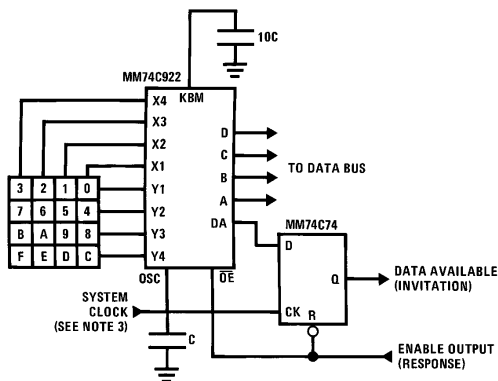 10C
MM74C922
KBM
X4
X3
X2
X1
Y1
Y2
Y3
Y4
D
C
B
A
DA
TO DATA BUS
3 2 1 0
7 6 5 4
B A 9 8
F E D C
OSC
OE
MM74C74
D
Q
CK
R
DATA AVAILABLE
(INVITATION)
SYSTEM
CLOCK
(SEE NOTE 3)
C
ENABLE OUTPUT
(RESPONSE)